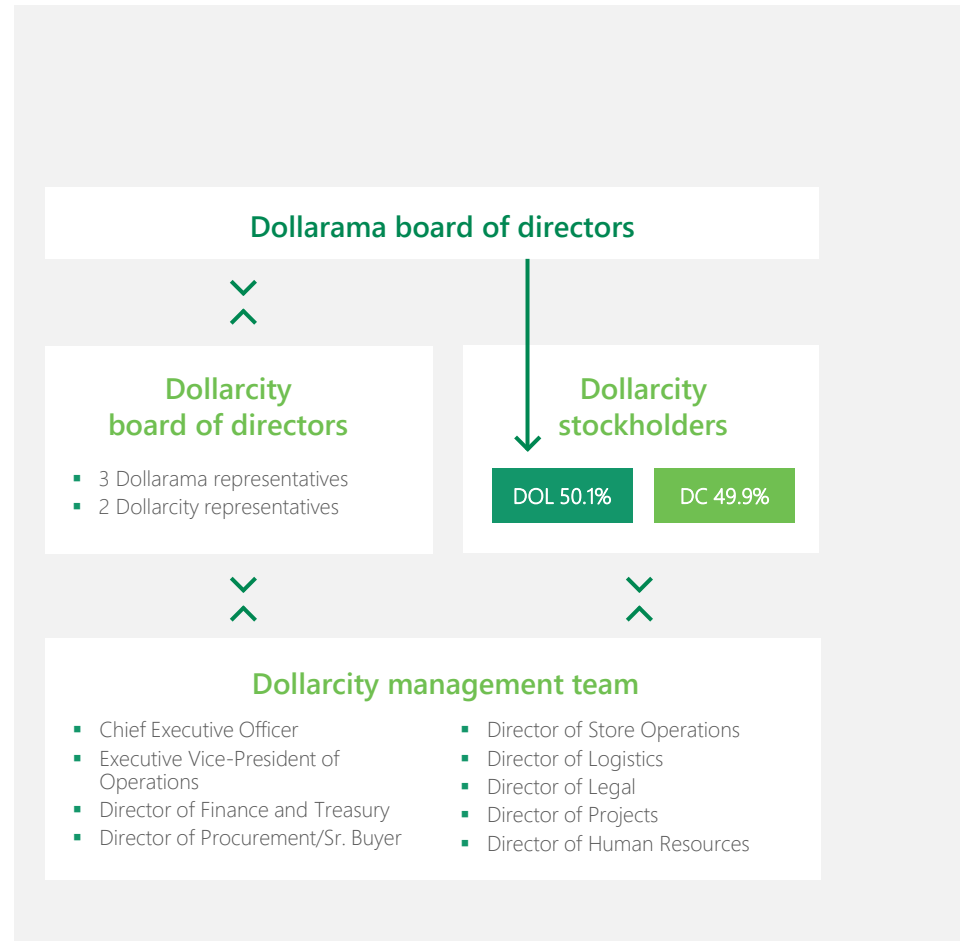 Dollarama board of directors
Dollarcity
board of directors
▪ 3 Dollarama representatives
▪ 2 Dollarcity representatives
Dollarcity
stockholders
DOL 50.1%
DC 49.9%
Dollarcity management team
▪ Chief Executive Officer
▪ Executive Vice-President of
Operations
▪ Director of Finance and Treasury
▪ Director of Procurement/Sr. Buyer
▪ Director of Store Operations
▪ Director of Logistics
▪ Director of Legal
▪ Director of Projects
▪ Director of Human Resources